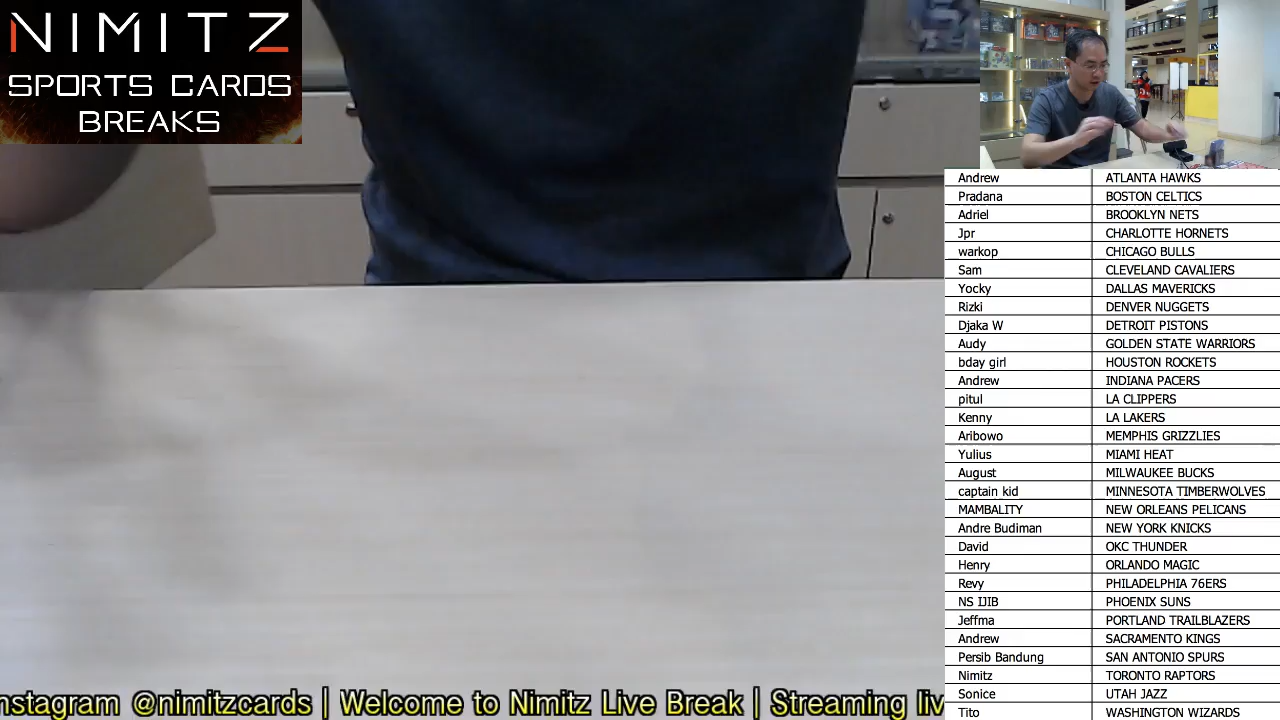 NIMITZ
SPORTS CARDS
BREAKS
Andrew ATLANTA HAWKS
Pradana BOSTON CELTICS
Adriel BROOKLYN NETS
Jpr CHARLOTTE HORNETS
warkop CHICAGO BULLS
Sam CLEVELAND CAVALIERS
Yocky DALLAS MAVERICKS
Rizki DENVER NUGGETS
Djaka W DETROIT PISTONS
Audy GOLDEN STATE WARRIORS
bday girl HOUSTON ROCKETS
Andrew INDIANA PACERS
pitul LA CLIPPERS
Kenny LA LAKERS
Aribowo MEMPHIS GRIZZLIES
Yulius MIAMI HEAT
August MILWAUKEE BUCKS
captain kid MINNESOTA TIMBERWOLVES
MAMBALITY NEW ORLEANS PELICANS
Andre Budiman NEW YORK KNICKS
David OKC THUNDER
Henry ORLANDO MAGIC
Revy PHILADELPHIA 76ERS
NS IJIB PHOENIX SUNS
Jeffma PORTLAND TRAILBLAZERS
Andrew SACRAMENTO KINGS
Persib Bandung SAN ANTONIO SPURS
Nimitz TORONTO RAPTORS
Sonice UTAH JAZZ
Tito WASHINGTON WIZARDS
nstagram @nimitzcards | Welcome to Nimitz Live Break | Streaming liv